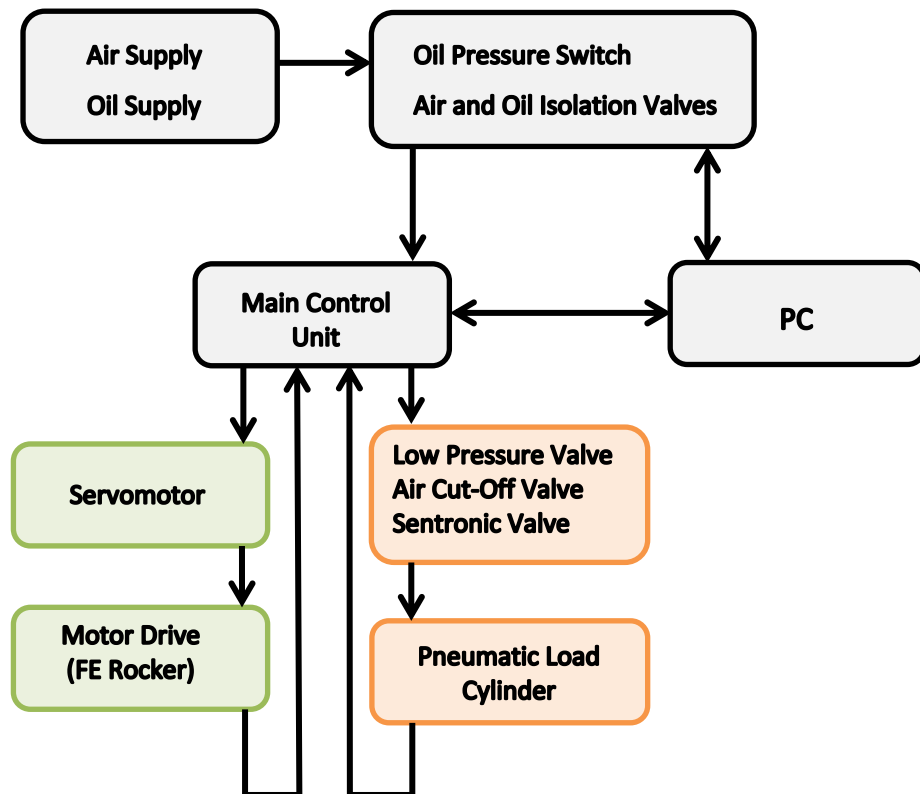 Air Supply
Oil Supply
Oil Pressure Switch
Air and Oil Isolation Valves
Main Control
Unit
PC
Servomotor
Low Pressure Valve
Air Cut-Off Valve
Sentronic Valve
Motor Drive
(FE Rocker)
Pneumatic Load
Cylinder